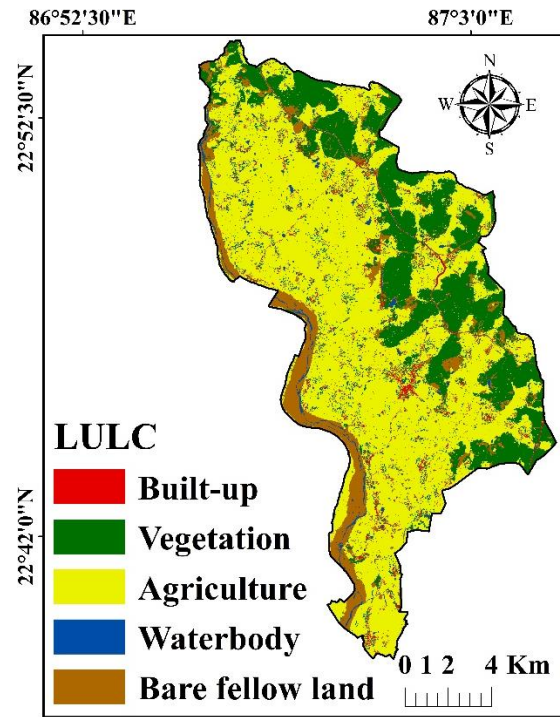 86°52'30"E 87°3'0"E
N
W E
S
22°52'30"N
22°42'0"N
LULC
Built-up
Vegetation
Agriculture
Waterbody
Bare fellow land
0 1 2 4 Km